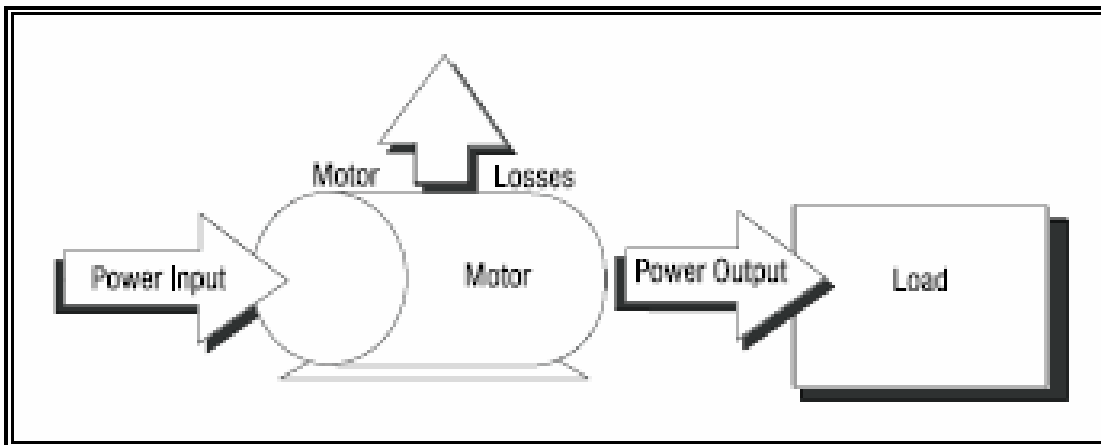 Motor Losses
Power Input
Motor
Power Output
Load